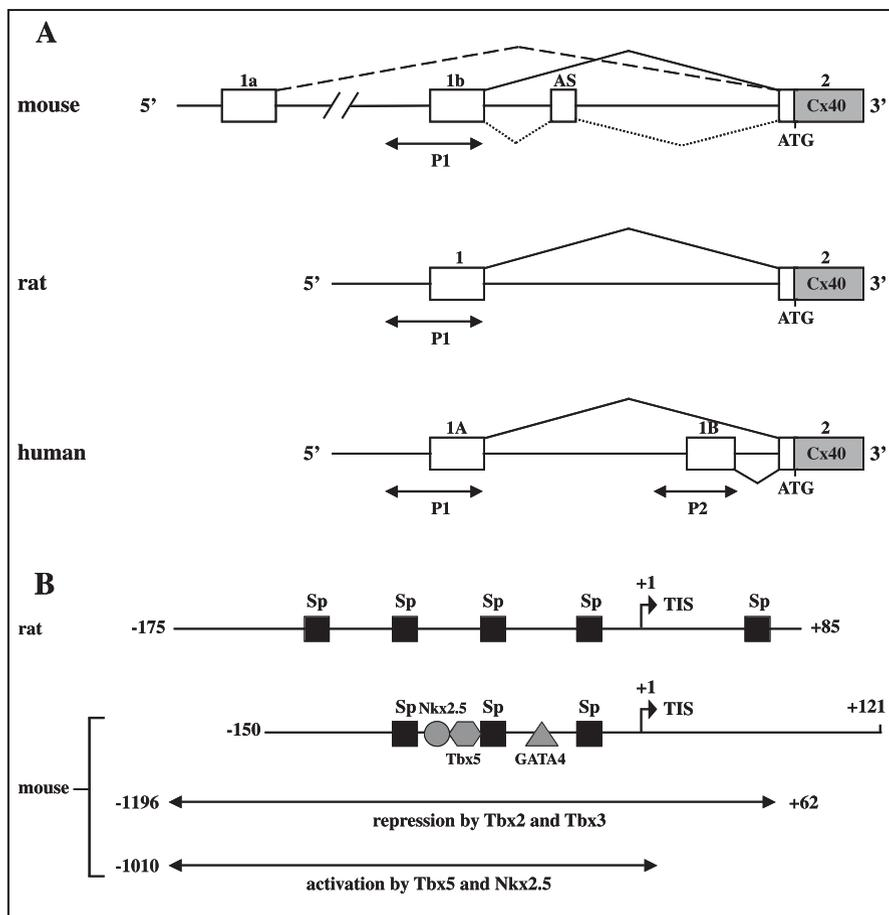 A
1a 1b AS 2
mouse 5’ Cx40 3’
ATG
P1
1 2
rat 5’ Cx40 3’
ATG
P1
1A 1B 2
human 5’ Cx40 3’
ATG
P1 P2
B
+1
Sp Sp Sp Sp TIS Sp
rat -175 +85
+1 +121
Sp Nkx2.5 Sp Sp TIS
-150
Tbx5 GATA4
mouse
-1196 +62
repression by Tbx2 and Tbx3
-1010
activation by Tbx5 and Nkx2.5